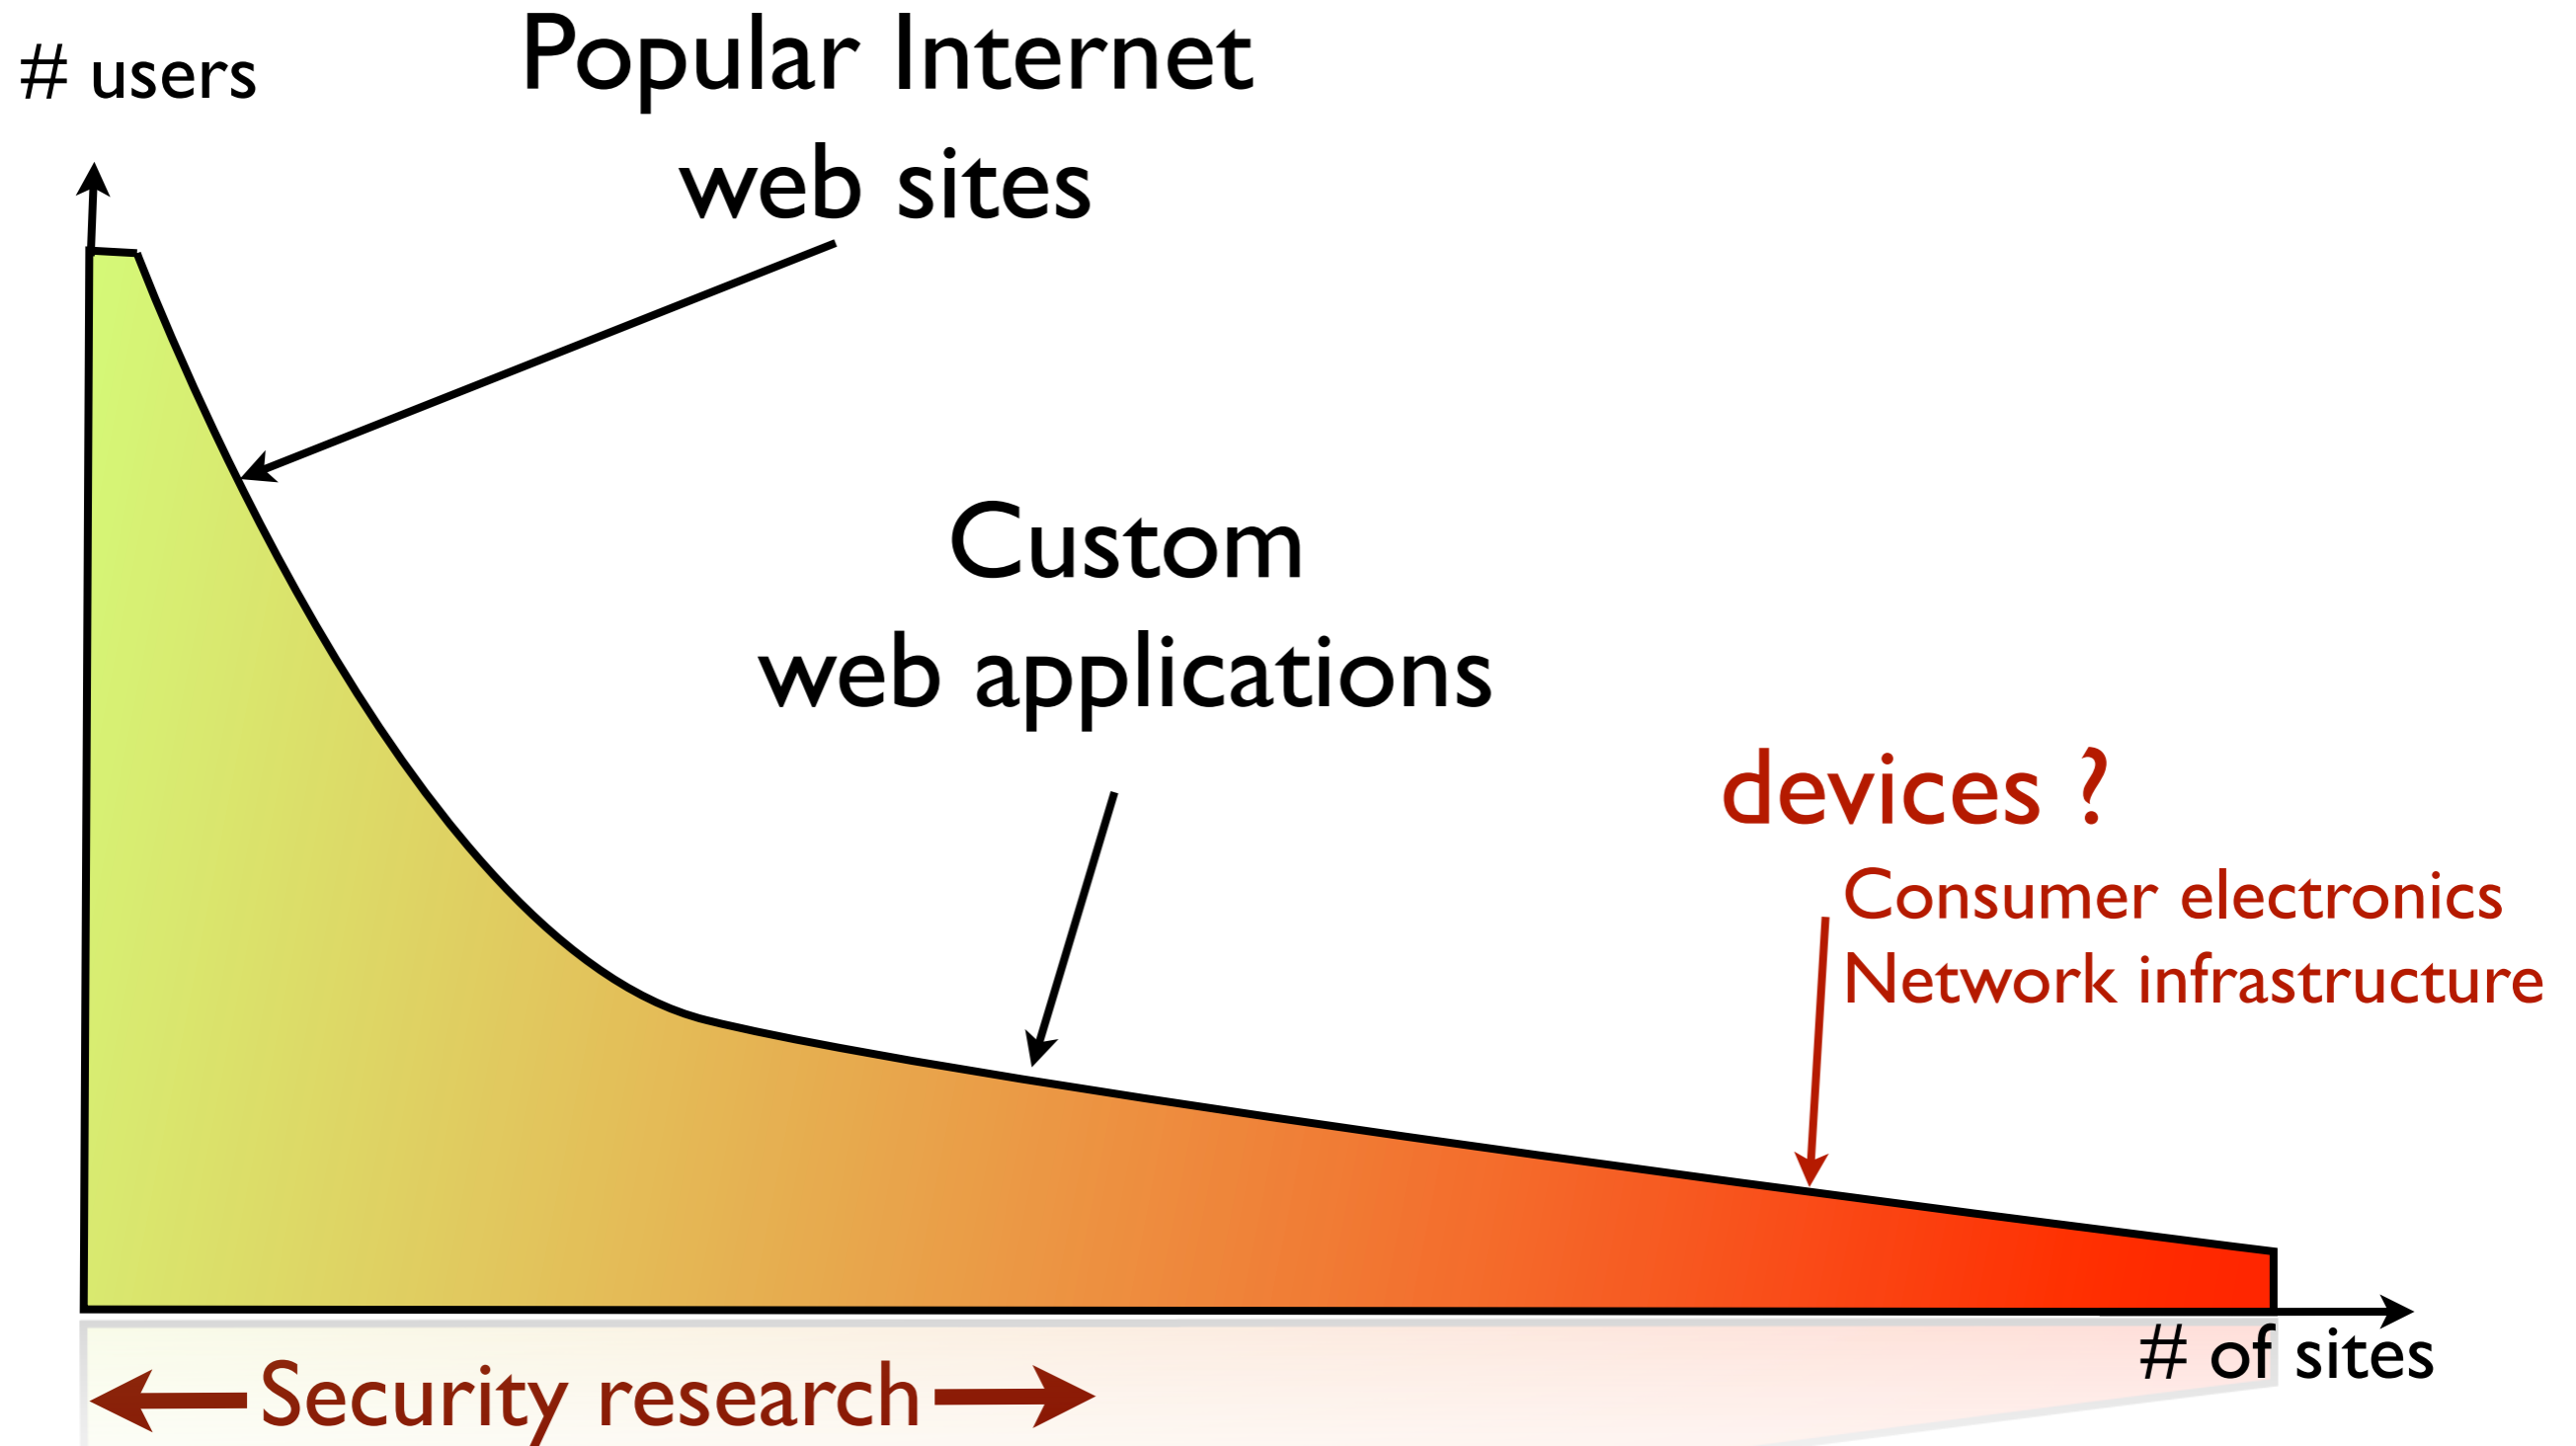 # users
Popular Internet
web sites
Custom
web applications
devices ?
Consumer electronics
Network infrastructure
# of sites
Security research